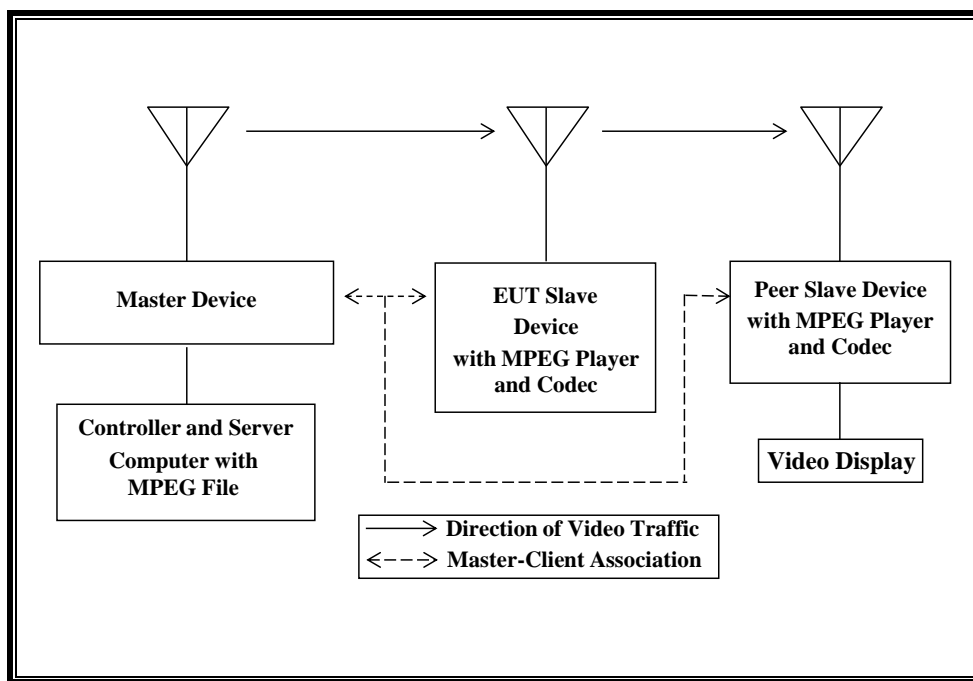 Master Device
EUT Slave
Device
with MPEG Player
and Codec
Peer Slave Device
with MPEG Player
and Codec
Controller and Server
Computer with
MPEG File
Video Display
Direction of Video Traffic
Master-Client Association